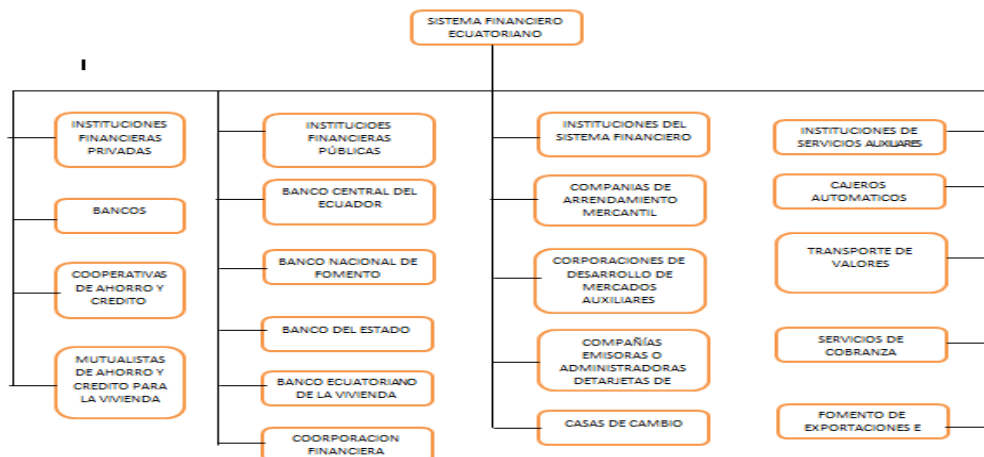 SISTEMA FINANCIERO
ECUATORIANO
INSTITUCIONES
FINANCIERAS
PRIVADAS
BANCOS
COOPERATIVAS
DE AHORRO Y
CREDITO
MUTUALISTAS
DE AHORRO Y
CREDITO PARA
LA VIVIENDA
INSTITUCIOES
FINANCIERAS
PÚBLICAS
BANCO CENTRAL DEL
ECUADOR
BANCO NACIONAL DE
FOMENTO
BANCO DEL ESTADO
BANCO ECUATORIANO
DE LA VIVIENDA
COORPORACION
FINANCIERA
INSTITUCIONES DEL
SISTEMA FINANCIERO
COMPANIAS DE
ARRENDAMIENTO
MERCANTIL
CORPORACIONES DE
DESARROLLO DE
MERCADOS
AUXILIARES
COMPAÑÍAS
EMISORAS O
ADMINISTRADORAS
DETARJETAS DE
CASAS DE CAMBIO
INSTITUCIONES DE
SERVICIOS AUXILIARES
CAJEROS
AUTOMATICOS
TRANSPORTE DE
VALORES
SERVICIOS DE
COBRANZA
FOMENTO DE
EXPORTACIONES E